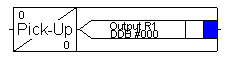 0
Pick-Up
0
Output R1
DDB #000